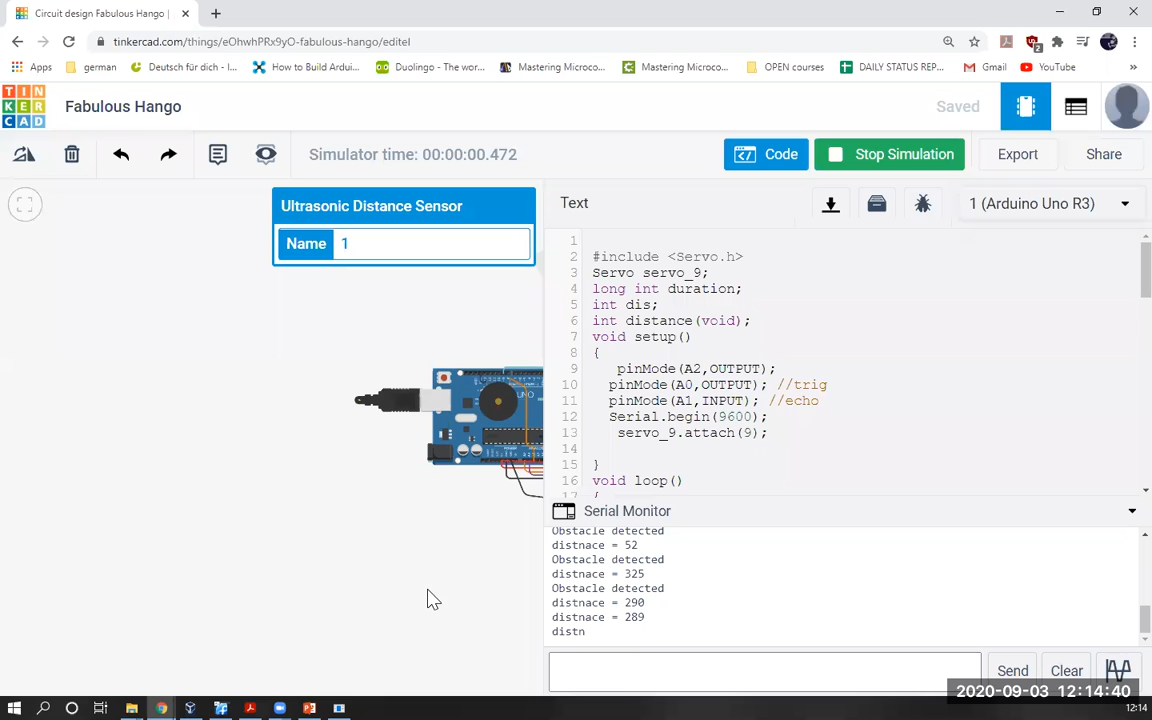 Circuit design Fabulous Hango |
tinkercad.com/things/eOhwhPRx9yO-fabulous-hango/editel
2
Apps
german
Deutsch für dich - I...
How to Build Ardui...
Duolingo - The wor...
Mastering Microco...
Mastering Microco...
OPEN courses
DAILY STATUS REP...
Gmail
YouTube
»
TIN
KER
CAD
Fabulous Hango
Saved
Simulator time: 00:00:00.472
Code
Stop Simulation
Export
Share
Ultrasonic Distance Sensor
Name 1
UNO
Text
1 (Arduino Uno R3)
1
2 #include <Servo.h>
3 Servo servo_9;
4 long int duration;
5 int dis;
6 int distance(void);
7 void setup()
8 {
9 pinMode(A2,OUTPUT);
10 pinMode(A0,OUTPUT); //trig
11 pinMode(A1,INPUT); //echo
12 Serial.begin(9600);
13 servo_9.attach(9);
14
15 }
16 void loop()
17 {
Serial Monitor
Obstacle detected
distnace = 52
Obstacle detected
distnace = 325
Obstacle detected
distnace = 290
distnace = 289
distn
Send
Clear
2020-09-03 12:14:40
12:14